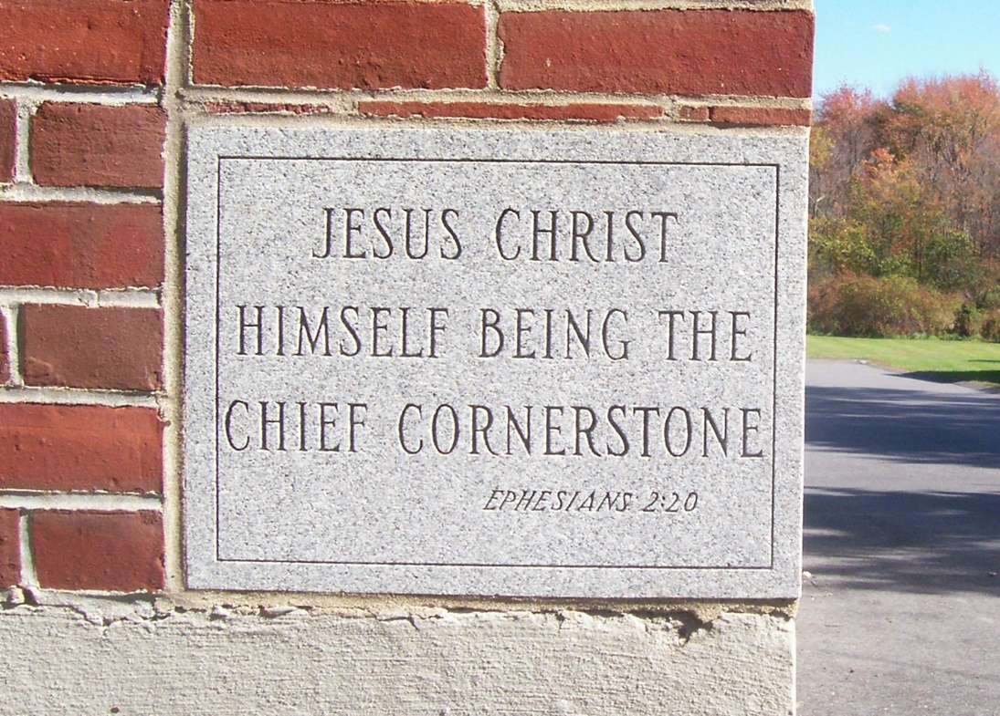 JESUS CHRIST
HIMSELF BEING THE
CHIEF CORNERSTONE
EPHESIANS 2:20